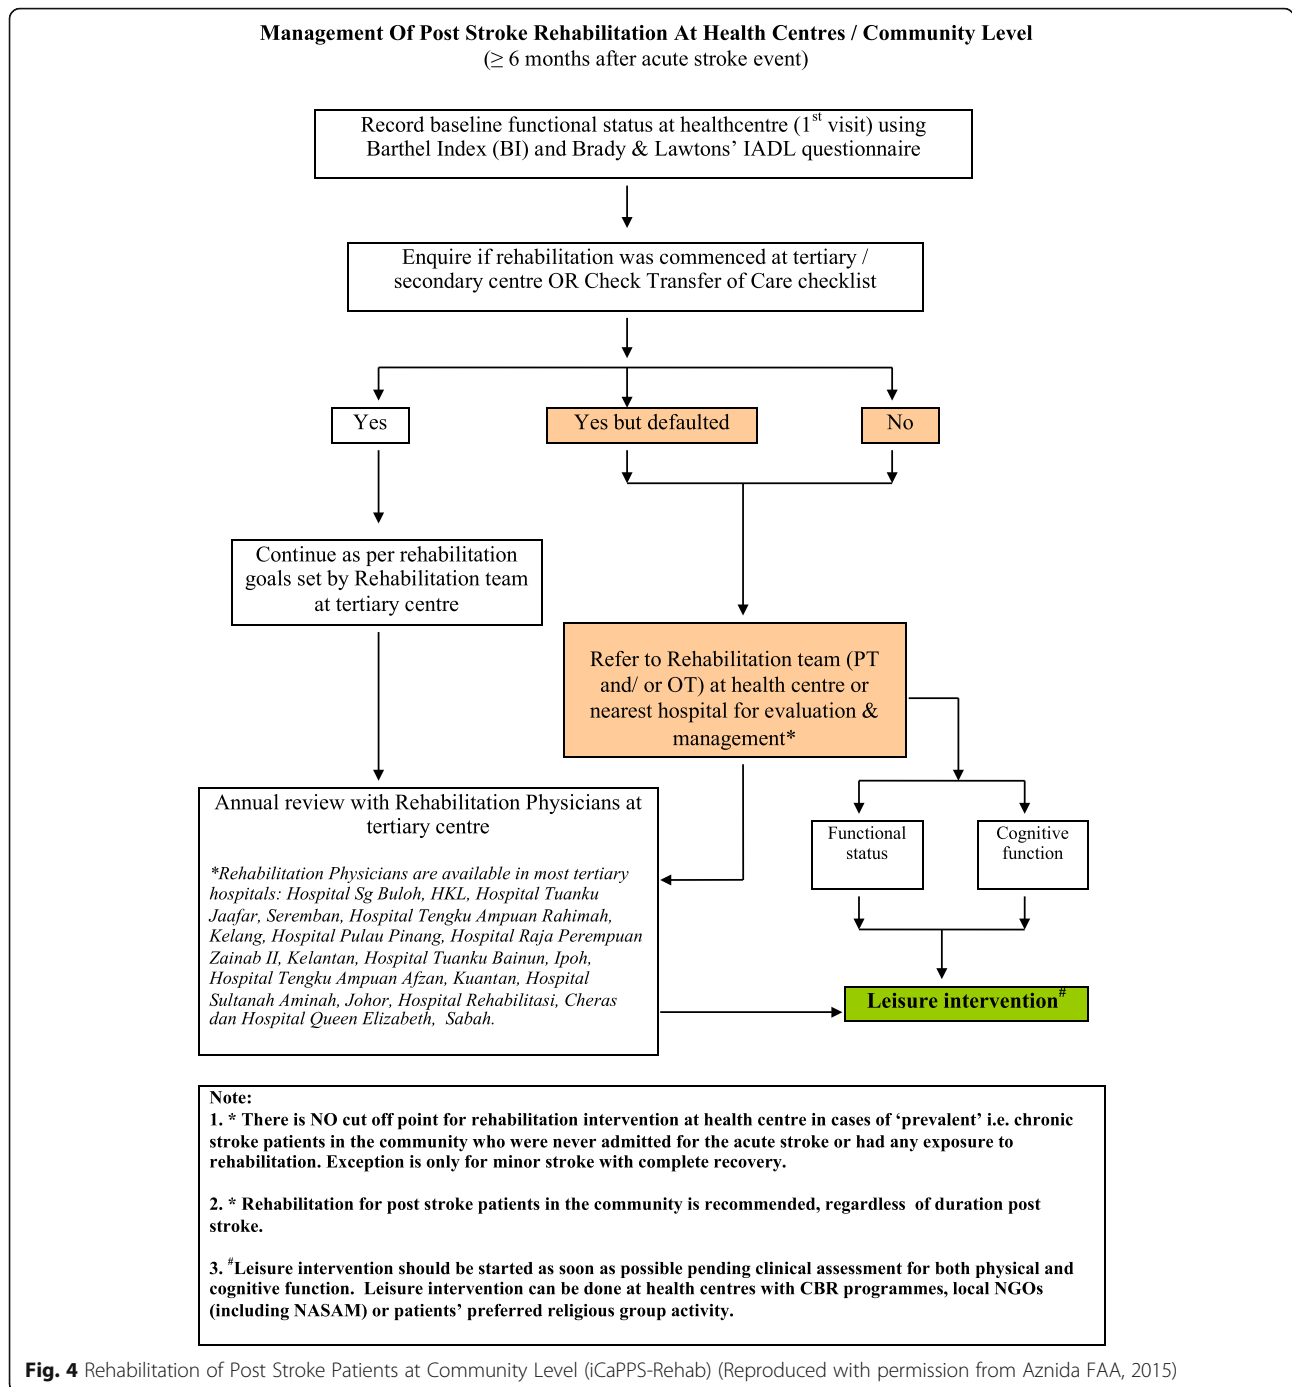 Management Of Post Stroke Rehabilitation At Health Centres / Community Level
(≥ 6 months after acute stroke event)
Record baseline functional status at healthcentre (1st visit) using
Barthel Index (BI) and Brady & Lawtons’ IADL questionnaire
Enquire if rehabilitation was commenced at tertiary /
secondary centre OR Check Transfer of Care checklist
Yes
Yes but defaulted
No
Continue as per rehabilitation
goals set by Rehabilitation team
at tertiary centre
Refer to Rehabilitation team (PT
and/ or OT) at health centre or
nearest hospital for evaluation &
management*
Annual review with Rehabilitation Physicians at
tertiary centre
*Rehabilitation Physicians are available in most tertiary
hospitals: Hospital Sg Buloh, HKL, Hospital Tuanku
Jaafar, Seremban, Hospital Tengku Ampuan Rahimah,
Kelang, Hospital Pulau Pinang, Hospital Raja Perempuan
Zainab II, Kelantan, Hospital Tuanku Bainun, Ipoh,
Hospital Tengku Ampuan Afzan, Kuantan, Hospital
Sultanah Aminah, Johor, Hospital Rehabilitasi, Cheras
dan Hospital Queen Elizabeth, Sabah.
Functional
status
Cognitive
function
Leisure intervention#
Note:
1. * There is NO cut off point for rehabilitation intervention at health centre in cases of ‘prevalent’ i.e. chronic
stroke patients in the community who were never admitted for the acute stroke or had any exposure to
rehabilitation. Exception is only for minor stroke with complete recovery.
2. * Rehabilitation for post stroke patients in the community is recommended, regardless of duration post
stroke.
3. #Leisure intervention should be started as soon as possible pending clinical assessment for both physical and
cognitive function. Leisure intervention can be done at health centres with CBR programmes, local NGOs
(including NASAM) or patients’ preferred religious group activity.
Fig. 4 Rehabilitation of Post Stroke Patients at Community Level (iCaPPS-Rehab) (Reproduced with permission from Aznida FAA, 2015)